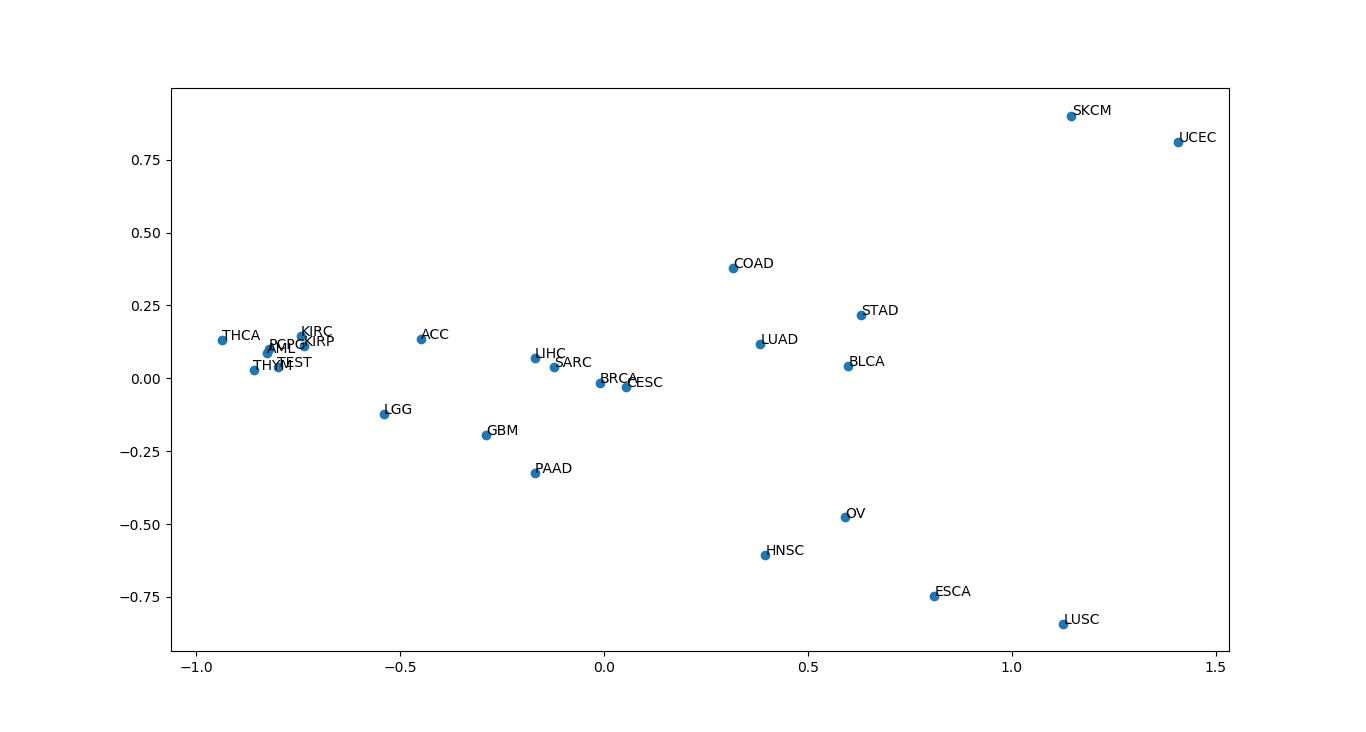 SKCM
UCEC
0.75
0.50
COAD
0.25
STAD
THCA
KIRC
ACC
LUAD
PCPG
KIRP
AML
LIHC
SARC
BLCA
THYM
TEST
0.00
BRCA
CESC
LGG
GBM
−0.25
PAAD
−0.50
OV
HNSC
−0.75
ESCA
LUSC
−1.0 −0.5 0.0 0.5 1.0 1.5